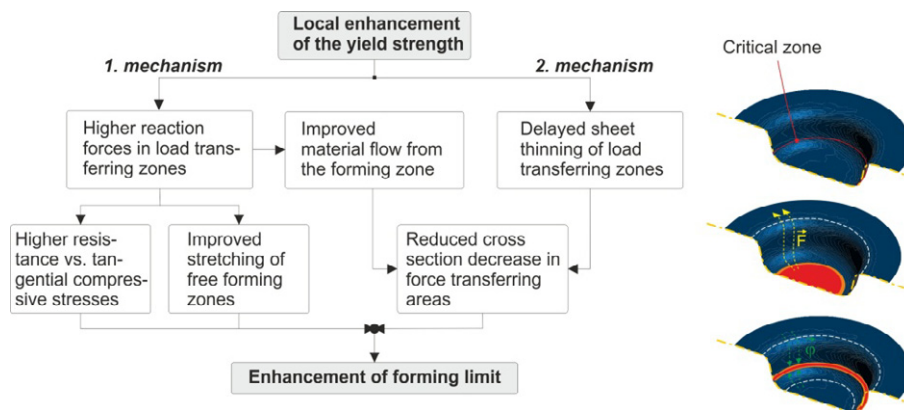 Local enhancement
of the yield strength
1. mechanism
2. mechanism
Higher reaction
forces in load trans-
ferring zones
Improved
material flow from
the forming zone
Delayed sheet
thinning of load
transferring zones
Higher resis-
tance vs. tan-
gential compres-
sive stresses
Improved
stretching of
free forming
zones
Reduced cross
section decrease in
force transferring
areas
Enhancement of forming limit
Critical zone
F
φ